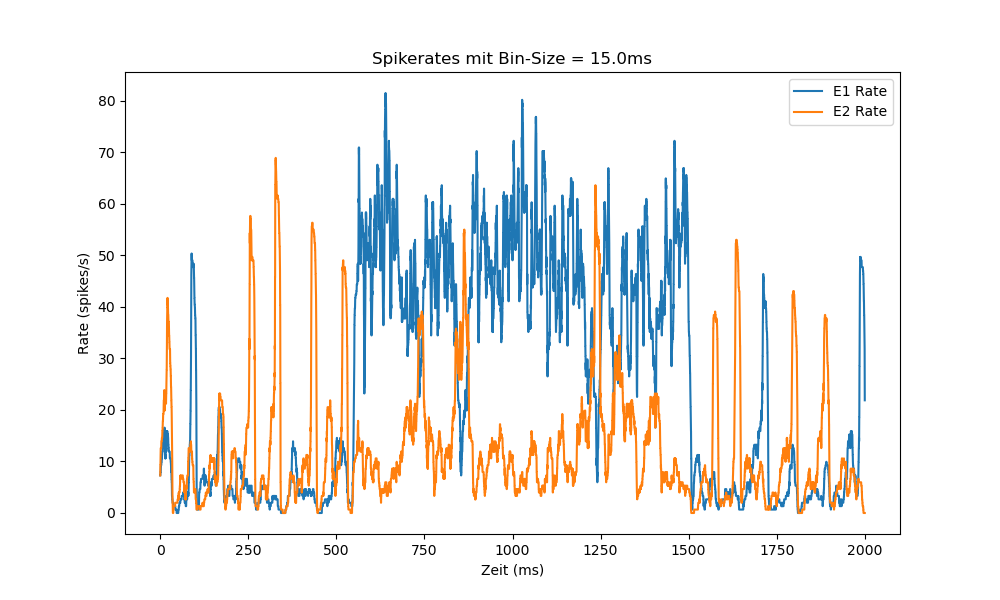 Spikerates mit Bin-Size = 15.0ms
E1 Rate
E2 Rate
Rate (spikes/s)
80
70
60
50
40
30
20
10
0
0 250 500 750 1000 1250 1500 1750 2000
Zeit (ms)